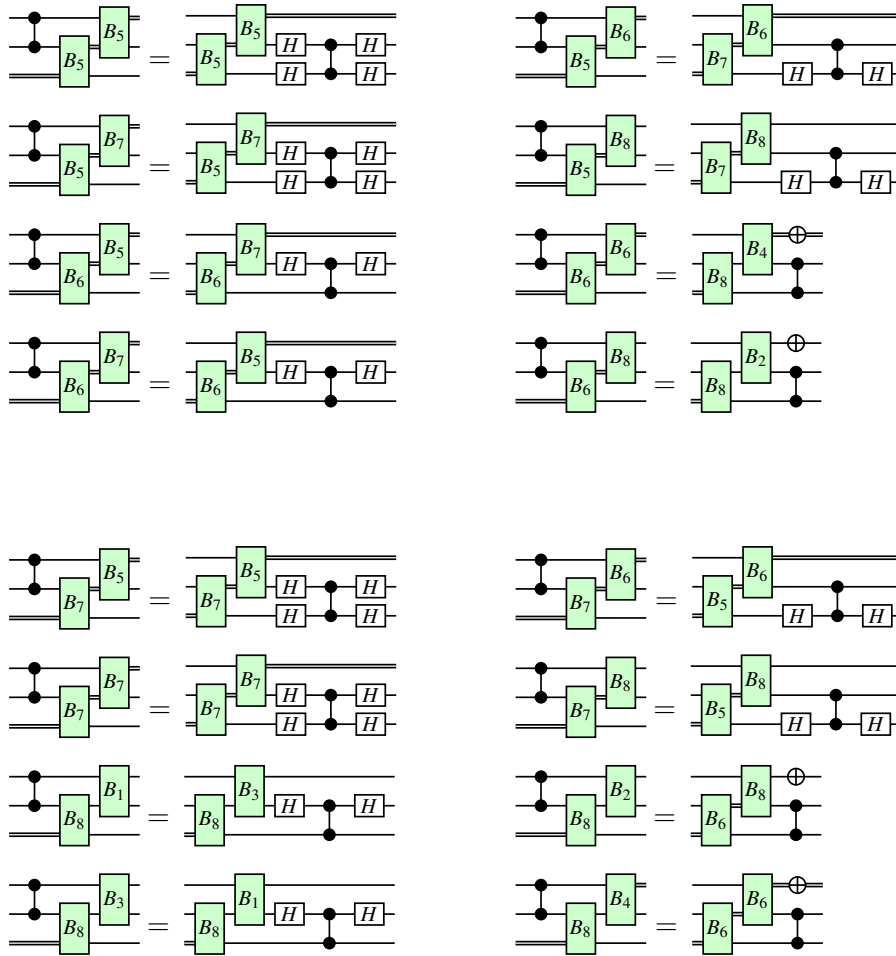 B5 B5 = B5 B5 H H H H
B5 B6 = B7 B6 H H
B5 B7 = B5 B7 H H H H
B5 B8 = B7 B8 H H
B6 B5 = B6 B7 H H
B6 B6 = B8 B4
B6 B7 = B6 B5 H H
B6 B8 = B8 B2
B7 B5 = B7 B5 H H H H
B7 B6 = B5 B6 H H
B7 B7 = B7 B7 H H H H
B7 B8 = B5 B8 H H
B8 B1 = B8 B3 H H
B8 B2 = B6 B8
B8 B3 = B8 B1 H H
B8 B4 = B6 B6